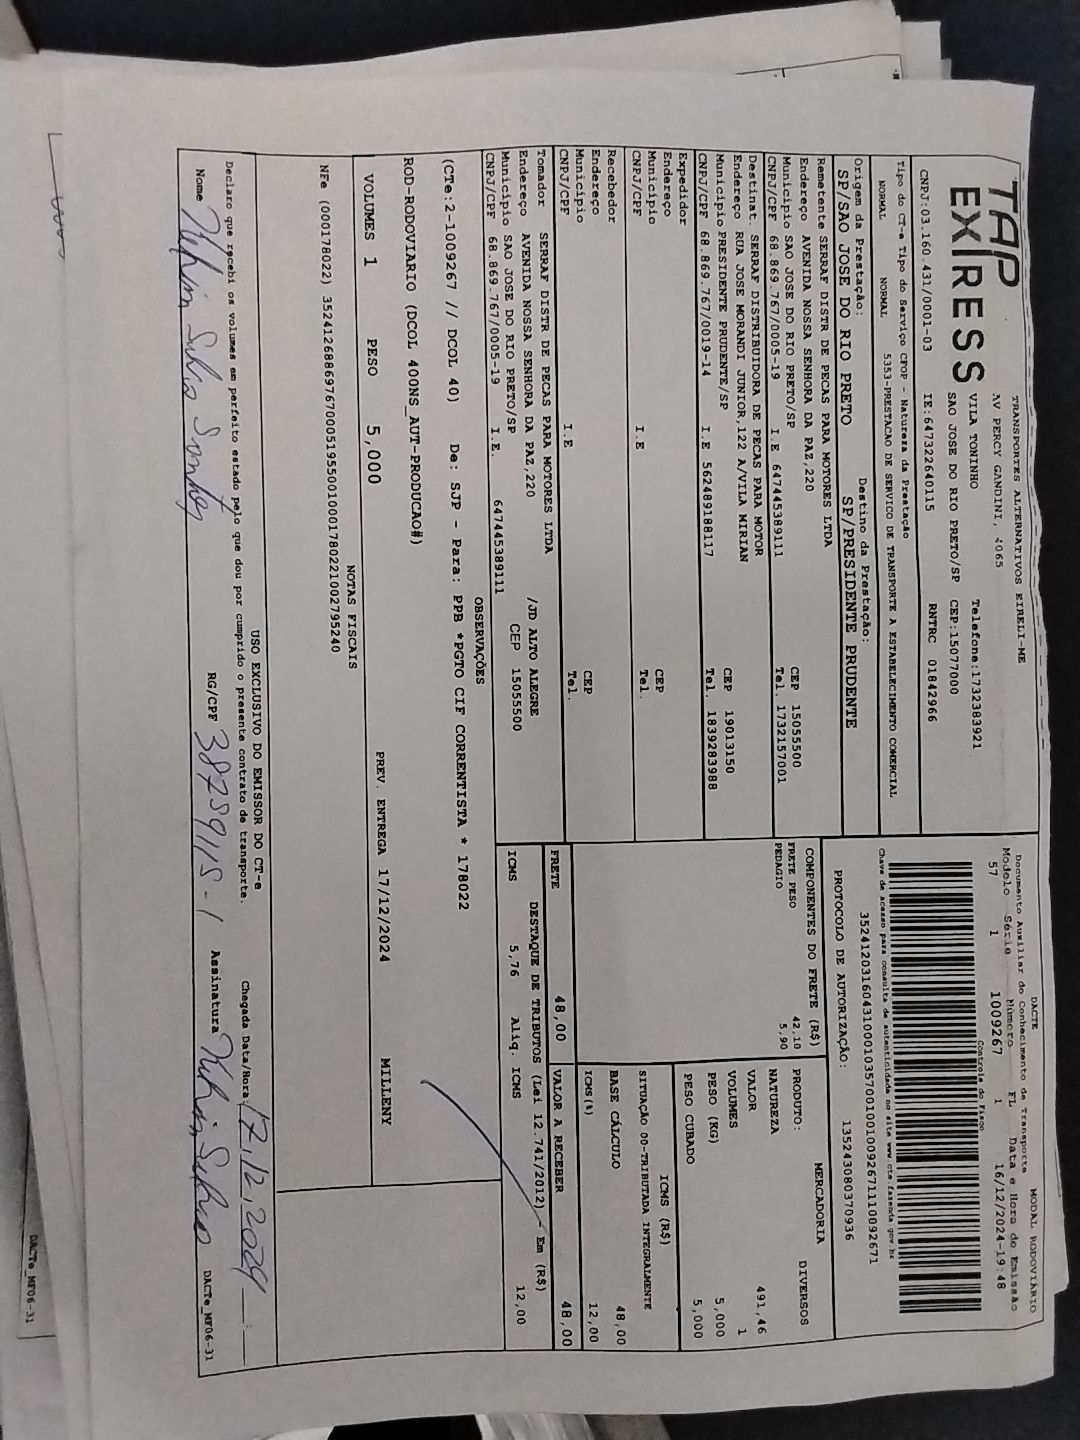 TAP
EXPRESS
TRANSPORTES ALTERNATIVOS EIRELI-ME
AV PERCY GANDINI, 4065
VILA TONINHO Telefone:1732383921
SAO JOSE DO RIO PRETO/SP CEP:15077000
CNPJ:03.160.431/0001-03 IE:647322640115 RNTRC 01842966
DACTE MODAL RODOVIÁRIO
Documento Auxiliar do Conhecimento de Transporte
Modelo Série Número FL Data e Hora do Emissão
57 1 1009267 1 16/12/2024-19:48
Controle do Fisco
Chave de acesso para consulta de autenticidade no site www.cte.fazenda.gov.br
PROTOCOLO DE AUTORIZAÇÃO: 135243080370936
Tipo do CT-e Tipo do Serviço CFOP - Natureza da Prestação
NORMAL NORMAL 5353-PRESTACAO DE SERVICO DE TRANSPORTE A ESTABELECIMENTO COMERCIAL
Origem da Prestação: Destino da Prestação:
SP/SAO JOSE DO RIO PRETO SP/PRESIDENTE PRUDENTE
Remetente SERRAF DISTR DE PECAS PARA MOTORES LTDA
Endereço AVENIDA NOSSA SENHORA DA PAZ,220
Município SAO JOSE DO RIO PRETO/SP CEP 15055500
CNPJ/CPF 68.869.767/0005-19 I.E 647445389111 Tel. 1732157001
Destinat SERRAF DISTRIBUIDORA DE PECAS PARA MOTOR
Endereço RUA JOSE MORANDI JUNIOR,122 A/VILA MIRIAN
Município PRESIDENTE PRUDENTE/SP CEP 19013150
CNPJ/CPF 68.869.767/0019-14 I.E 562489188117 Tel. 1839283988
Expedidor
Endereço
Município CEP
CNPJ/CPF I.E Tel.
Recebedor
Endereço
Município CEP
CNPJ/CPF I.E Tel.
Tomador SERRAF DISTR DE PECAS PARA MOTORES LTDA
Endereço AVENIDA NOSSA SENHORA DA PAZ,220 /JD ALTO ALEGRE
Município SAO JOSE DO RIO PRETO/SP CEP 15055500
CNPJ/CPF 68.869.767/0005-19 I.E. 647445389111
COMPONENTES DO FRETE (R$)
FRETE PESO 42,10
PEDAGIO 5,90
MERCADORIA
PRODUTO: DIVERSOS
NATUREZA
VALOR 491,46
VOLUMES 1
PESO (KG) 5,000
PESO CUBADO 5,000
ICMS (R$)
SITUAÇÃO 00-TRIBUTADA INTEGRALMENTE
BASE CÁLCULO 48,00
ICMS(%) 12,00
FRETE 48,00 VALOR A RECEBER 48,00
DESTAQUE DE TRIBUTOS (Lei 12.741/2012) - Em (R$)
ICMS 5,76 Aliq. ICMS 12,00
OBSERVAÇÕES
(CTe:2-1009267 // DCOL 40) De: SJP - Para: PPB *PGTO CIF CORRENTISTA * 178022
ROD-RODOVIARIO (DCOL 400NS_AUT-PRODUCAO#)
VOLUMES 1 PESO 5,000 PREV. ENTREGA 17/12/2024 MILLENY
NOTAS FISCAIS
NFe (000178022)
USO EXCLUSIVO DO EMISSOR DO CT-e
Declaro que recebi os volumes em perfeito estado pelo que dou por cumprido o presente contrato de transporte. Chegada Data/Hora 17.12.2024 :
Nome RG/CPF 38759115-1 Assinatura DACTe_MF06-31
DACTe_MF06-31